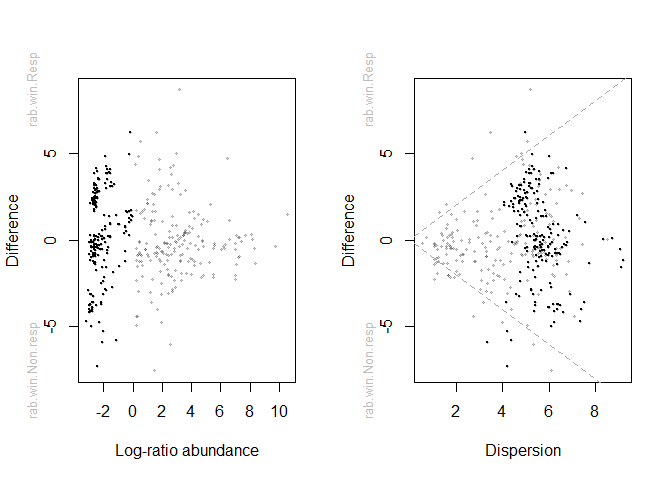 rab.win.Resp
Difference
rab.win.Non.resp
5
0
-5
-2 0 2 4 6 8 10
Log-ratio abundance
rab.win.Resp
Difference
rab.win.Non.resp
5
0
-5
2 4 6 8
Dispersion